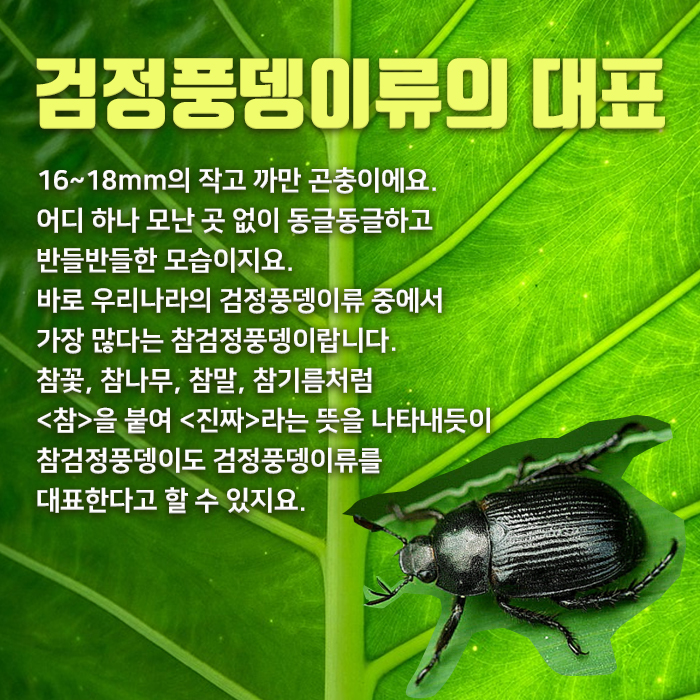 검정풍뎅이류의 대표
16~18mm의 작고 까만 곤충이에요.
어디 하나 모난 곳 없이 동글동글하고
반들반들한 모습이지요.
바로 우리나라의 검정풍뎅이류 중에서
가장 많다는 참검정풍뎅이랍니다.
참꽃, 참나무, 참말, 참기름처럼
<참>을 붙여 <진짜>라는 뜻을 나타내듯이
참검정풍뎅이도 검정풍뎅이류를
대표한다고 할 수 있지요.